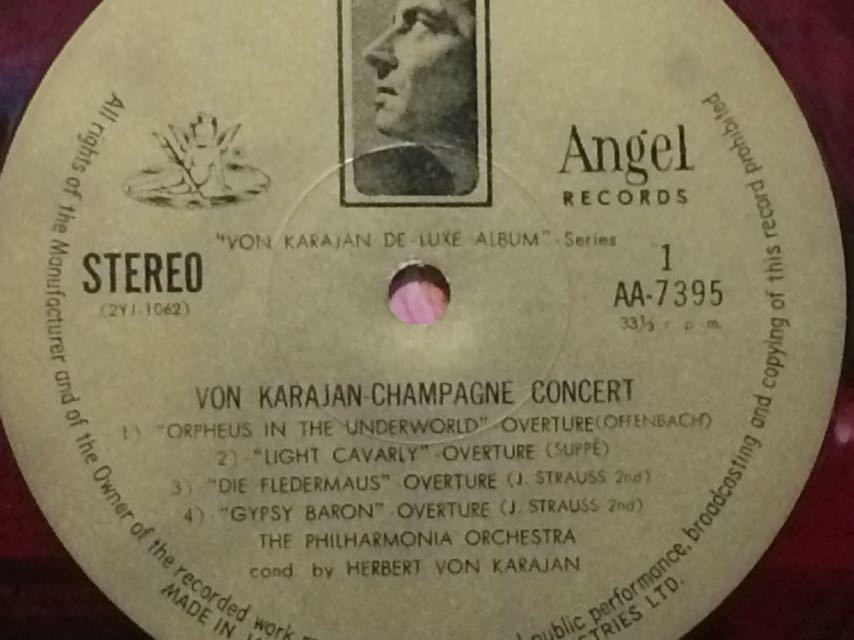 Angel
RECORDS
"VON KARAJAN DE-LUXE ALBUM"-Series
STEREO
(2YJ-1062)
1
AA-7395
33⅓ r. p. m.
VON KARAJAN-CHAMPAGNE CONCERT
1) "ORPHEUS IN THE UNDERWORLD" OVERTURE(OFFENBACH)
2) "LIGHT CAVARLY" OVERTURE (SUPPÉ)
3) "DIE FLEDERMAUS" OVERTURE (J. STRAUSS 2nd)
4) "GYPSY BARON" OVERTURE (J. STRAUSS 2nd)
THE PHILHARMONIA ORCHESTRA
cond. by HERBERT VON KARAJAN
All rights of the Manufacturer and of the Owner of the recorded work
public performance, broadcasting and copying of this record prohibited
MADE IN
LTD.